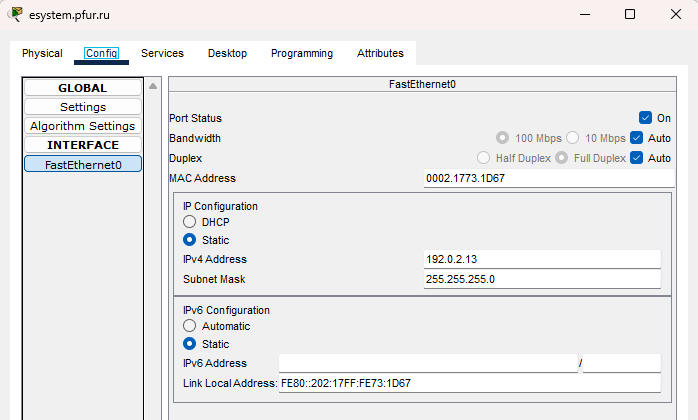 esystem.pfur.ru
Physical Config Services Desktop Programming Attributes
GLOBAL
Settings
Algorithm Settings
INTERFACE
FastEthernet0
FastEthernet0
Port Status On
Bandwidth 100 Mbps 10 Mbps Auto
Duplex Half Duplex Full Duplex Auto
MAC Address 0002.1773.1D67
IP Configuration
DHCP
Static
IPv4 Address 192.0.2.13
Subnet Mask 255.255.255.0
IPv6 Configuration
Automatic
Static
IPv6 Address /
Link Local Address: FE80::202:17FF:FE73:1D67